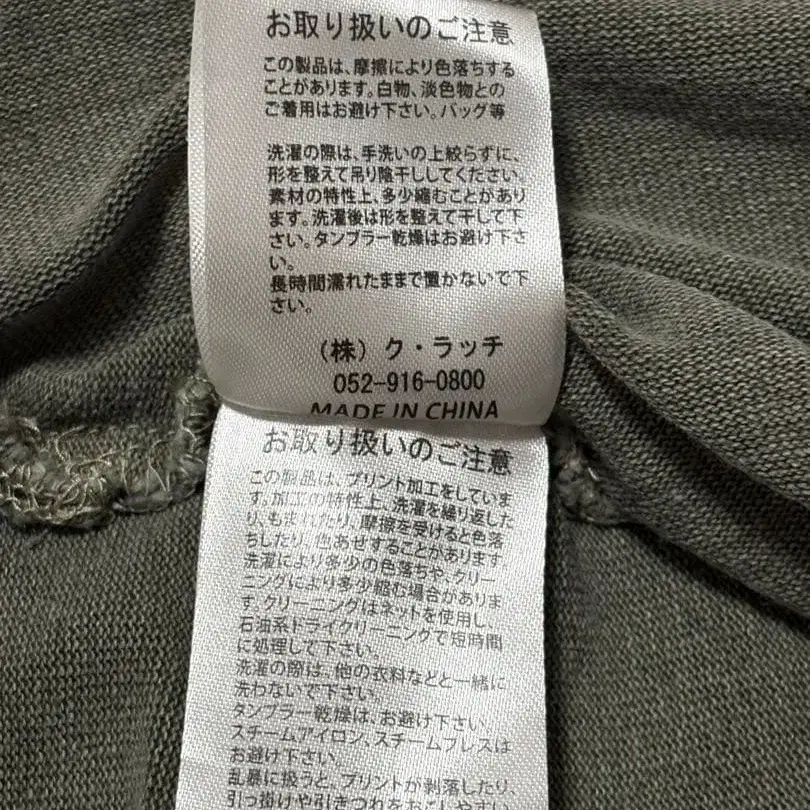 お取り扱いのご注意
この製品は、摩擦により色落ちする
ことがあります。白物、淡色物との
ご着用はお避け下さい。バッグ等
洗濯の際は、手洗いの上絞らずに、
形を整えて吊り陰干ししてください。
素材の特性上、多少縮むことがあり
ます。洗濯後は形を整えて干して下
さい。タンブラー乾燥はお避け下さ
い。
長時間濡れたままで置かないで下
さい。
（株）ク・ラッチ
052-916-0800
MADE IN CHINA
お取り扱いのご注意
この製品は、プリント加工をしていま
す。加工の特性上、洗濯を繰り返した
り、もまれたり、摩擦を受けると色落
ちしたり、色あせすることがあります。
洗濯により多少の色落ちや、クリー
ニングにより多少縮む場合がありま
す。クリーニングはネットを使用し、
石油系ドライクリーニングで短時間
に処理して下さい。
洗濯の際は、他の衣料などと一緒に
洗わないで下さい。
タンブラー乾燥は、お避け下さい。
スチームアイロン、スチームプレスは
お避け下さい。
乱暴に扱うと、プリントが剥落したり、
引っ掛けや引きつれをおこしやすい